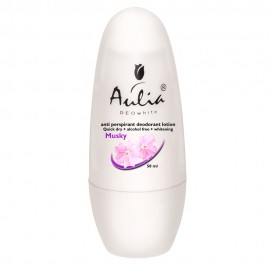 Aulia®
DEOwhite
anti perspirant deodorant lotion
Quick dry • alcohol free • whitening
Musky
50 ml